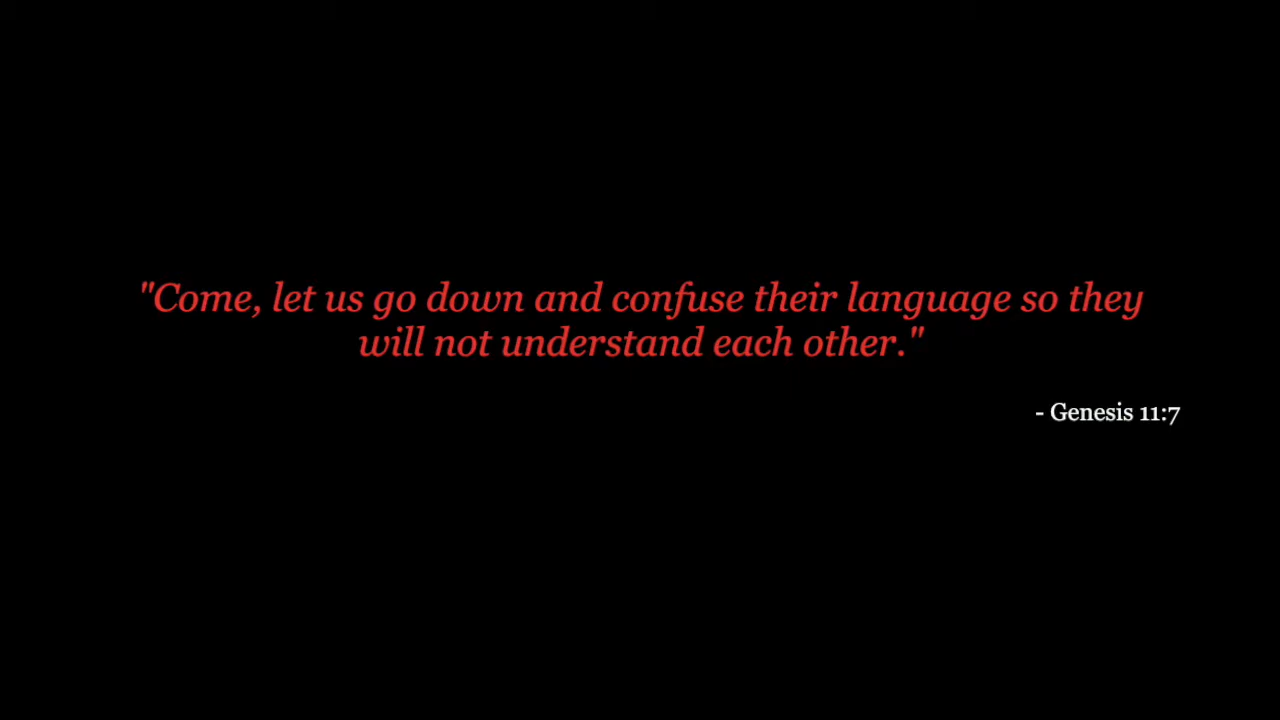 "Come, let us go down and confuse their language so they
will not understand each other."
- Genesis 11:7